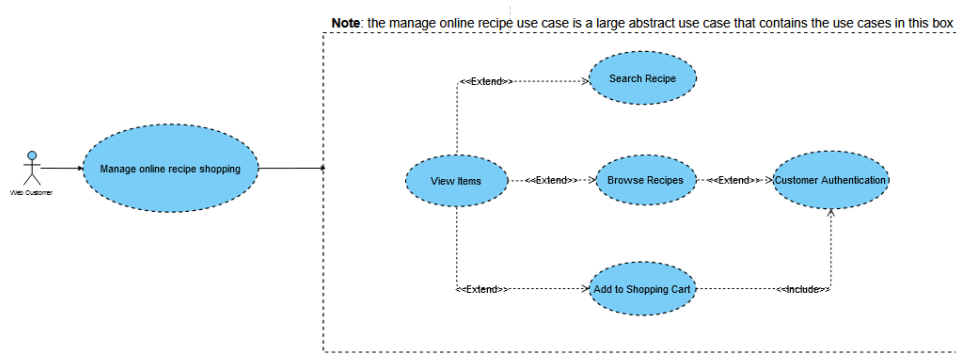 Note: the manage online recipe use case is a large abstract use case that contains the use cases in this box
Search Recipe
<<Extend>>
Manage online recipe shopping
Web Customer
View Items
<<Extend>>
Browse Recipes
<<Extend>>
Customer Authentication
<<Extend>>
Add to Shopping Cart
<<Include>>